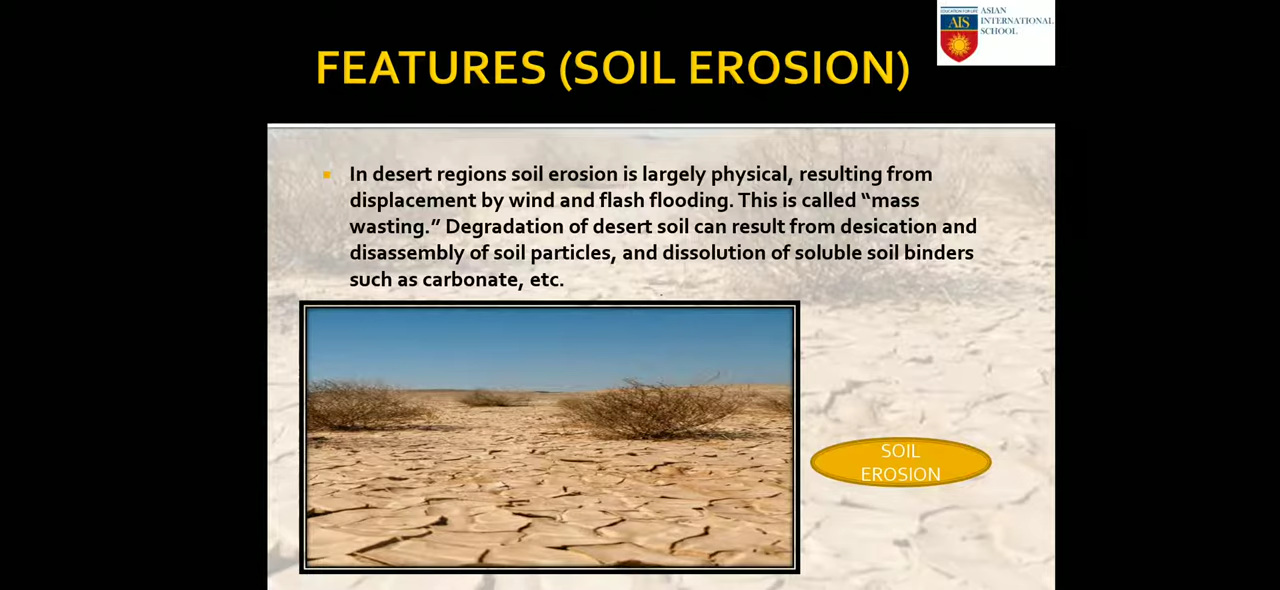 EDUCATION FOR LIFE
AIS
ASIAN
INTERNATIONAL
SCHOOL
FEATURES (SOIL EROSION)
In desert regions soil erosion is largely physical, resulting from
displacement by wind and flash flooding. This is called “mass
wasting.” Degradation of desert soil can result from desication and
disassembly of soil particles, and dissolution of soluble soil binders
such as carbonate, etc.
SOIL
EROSION